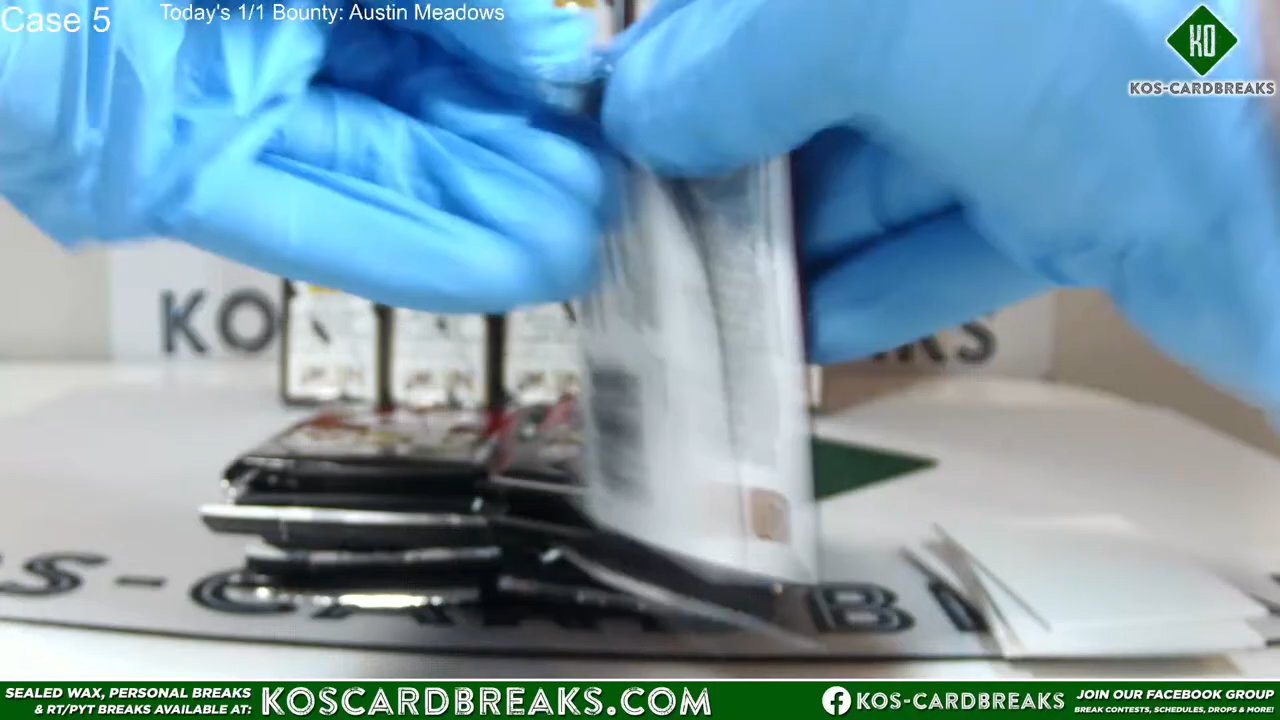 Case 5
Today's 1/1 Bounty: Austin Meadows
KO
KOS-CARDBREAKS
SEALED WAX, PERSONAL BREAKS
& RT/PYT BREAKS AVAILABLE AT:
KOSCARDBREAKS.COM
KOS-CARDBREAKS
JOIN OUR FACEBOOK GROUP
BREAK CONTESTS, SCHEDULES, DROPS & MORE!